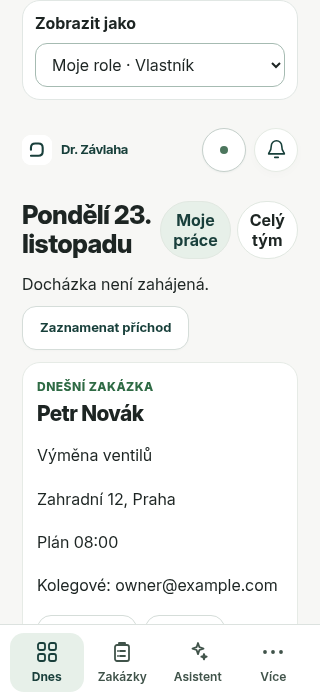 Zobrazit jako
Moje role · Vlastník
Dr. Závlaha
Pondělí 23.
listopadu
Moje
práce
Celý
tým
Docházka není zahájená.
Zaznamenat příchod
DNEŠNÍ ZAKÁZKA
Petr Novák
Výměna ventilů
Zahradní 12, Praha
Plán 08:00
Kolegové: owner@example.com
Dnes
Zakázky
Asistent
Více